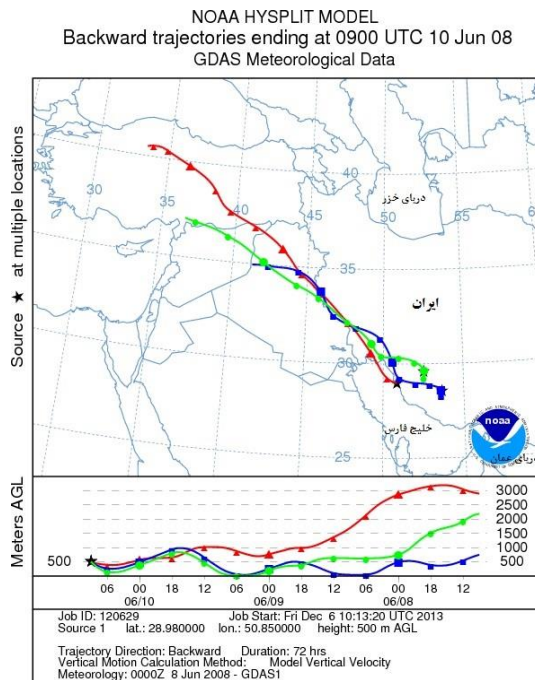 NOAA HYSPLIT MODEL
Backward trajectories ending at 0900 UTC 10 Jun 08
GDAS Meteorological Data
Source ★ at multiple locations
30
35
40
45
50
40
دریای خزر
35
ایران
30
خلیج فارس
25
noaa
دریای عمان
Meters AGL
500
3000
2500
2000
1500
1000
500
06 00 18 12 06 00 18 12 06 00 18 12
06/10 06/09 06/08
Job ID: 120629 Job Start: Fri Dec 6 10:13:20 UTC 2013
Source 1 lat.: 28.980000 lon.: 50.850000 height: 500 m AGL
Trajectory Direction: Backward Duration: 72 hrs
Vertical Motion Calculation Method: Model Vertical Velocity
Meteorology: 0000Z 8 Jun 2008 - GDAS1